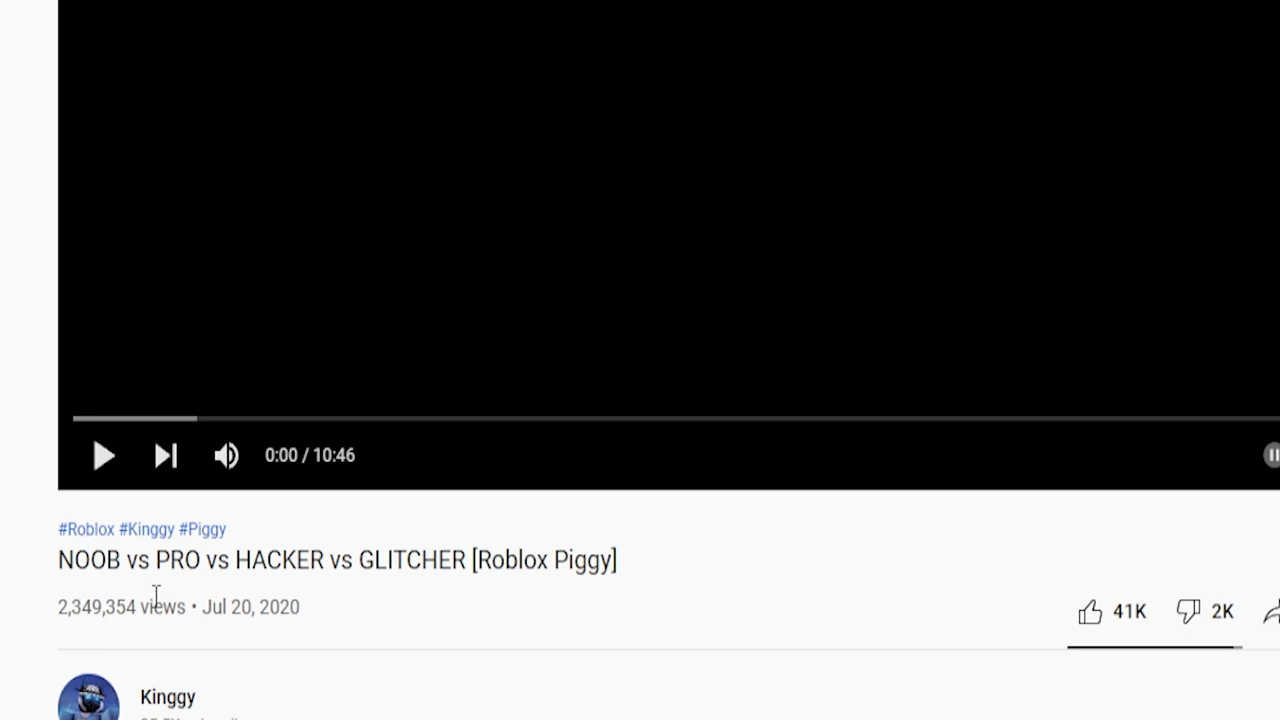 0:00 / 10:46
#Roblox #Kinggy #Piggy
NOOB vs PRO vs HACKER vs GLITCHER [Roblox Piggy]
2,349,354 views • Jul 20, 2020
41K 2K
Kinggy